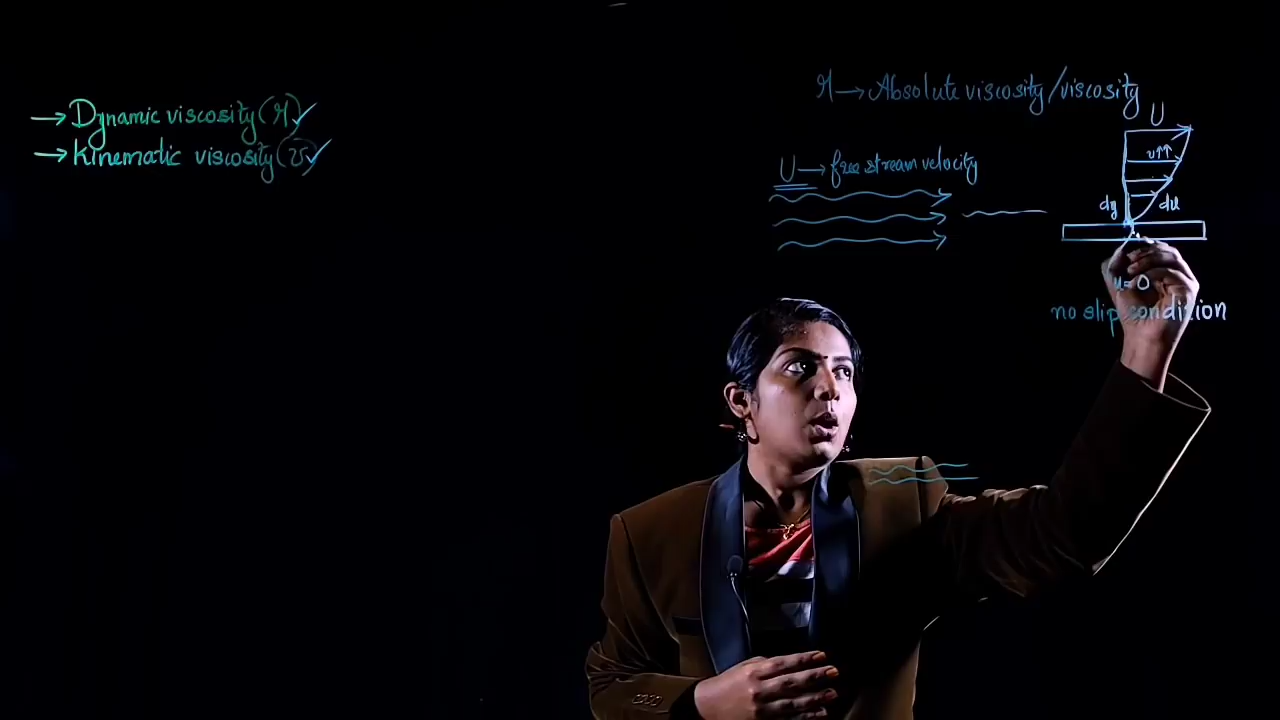 → Dynamic viscosity (μ) ✓
→ Kinematic viscosity (ν) ✓
μ → Absolute viscosity/viscosity
U → free stream velocity
U
u↑↑
dy du
u=0
no slip condition